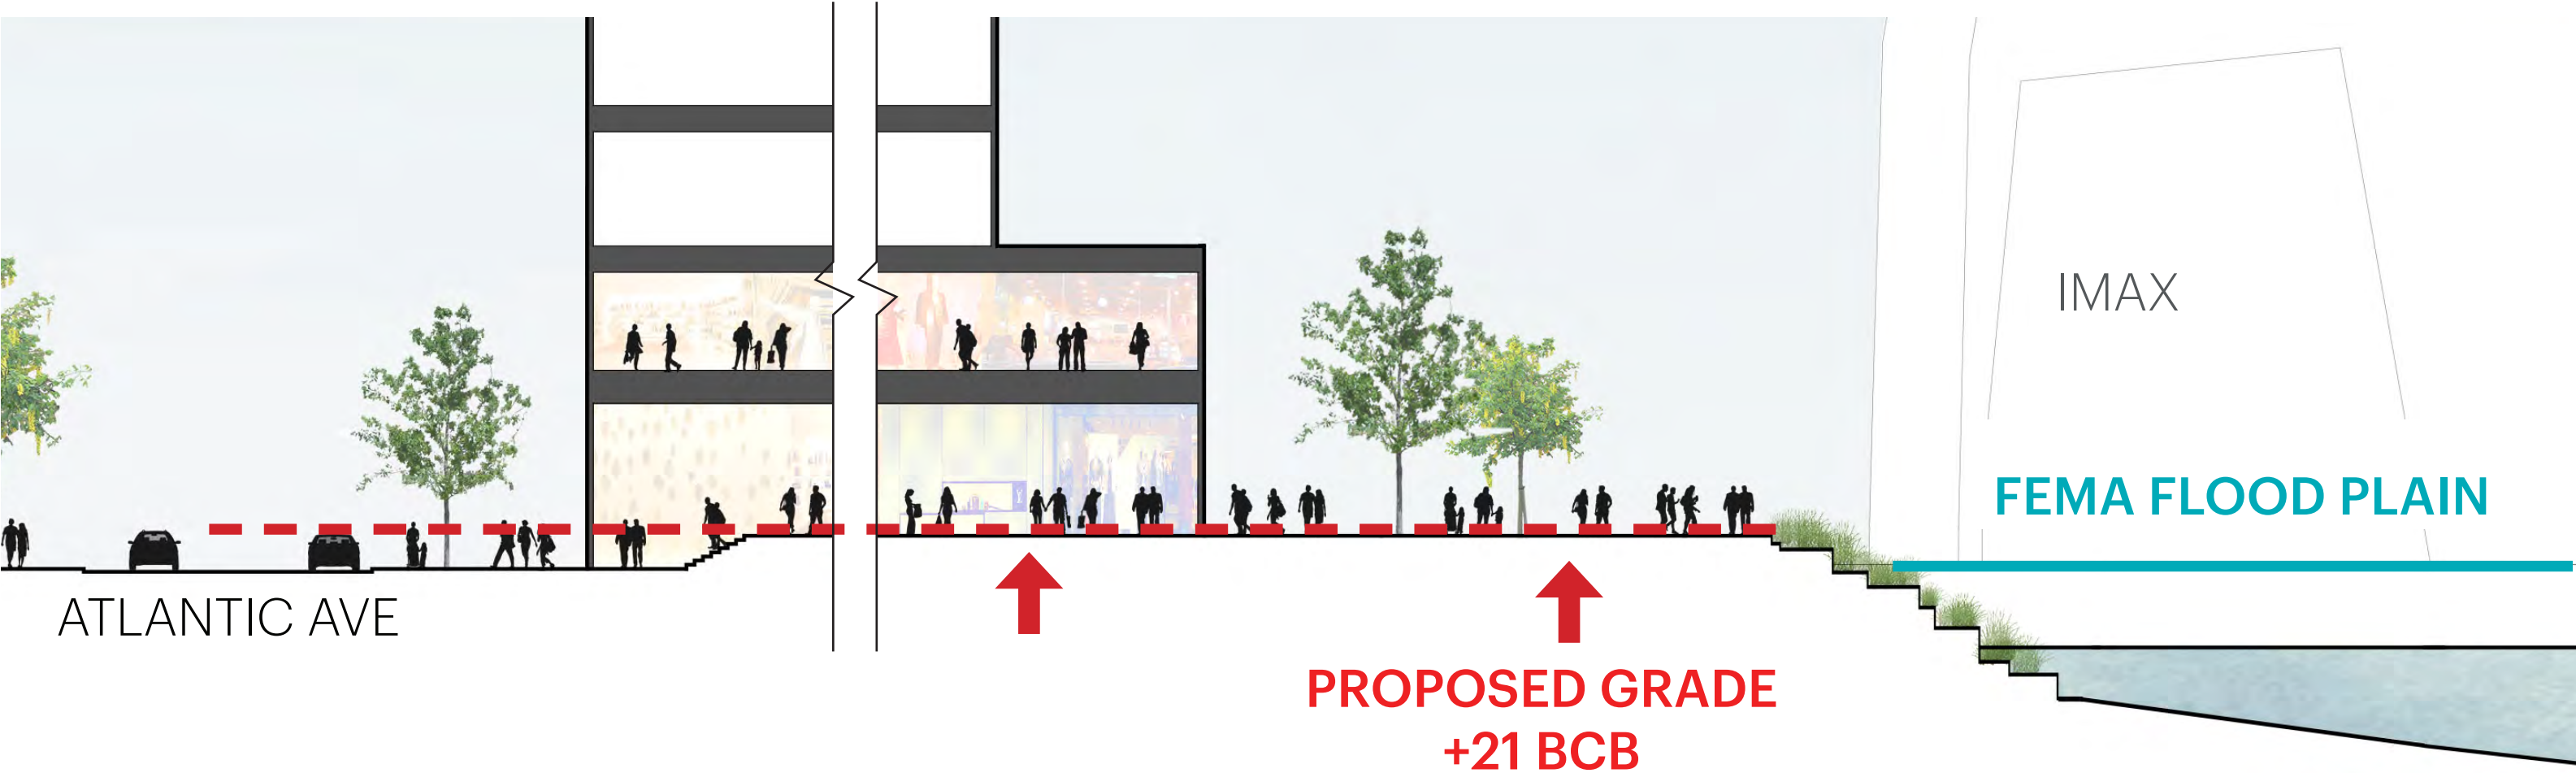 IMAX
FEMA FLOOD PLAIN
ATLANTIC AVE
PROPOSED GRADE
+21 BCB